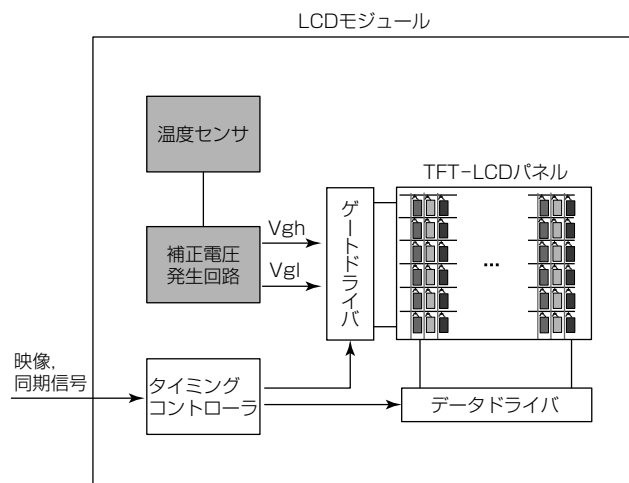 LCDモジュール
温度センサ
TFT-LCDパネル
ゲートドライバ
Vgh
補正電圧
発生回路
Vgl
...
映像,
同期信号
タイミング
コントローラ
データドライバ